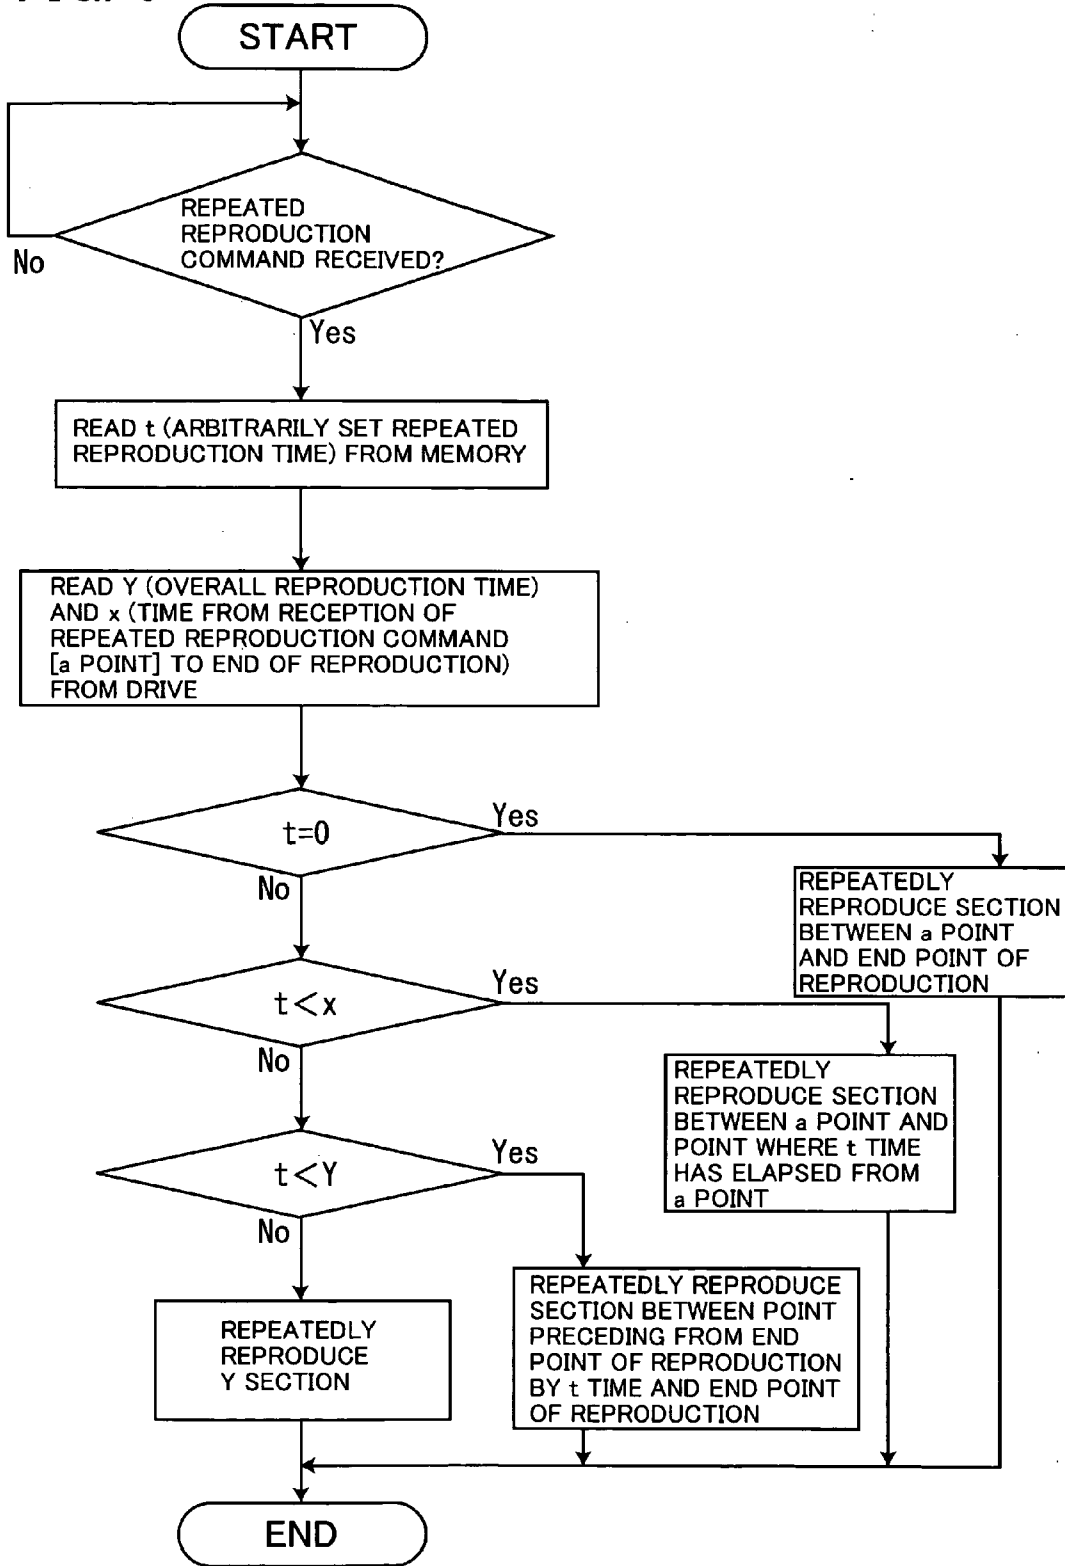 START
REPEATED
REPRODUCTION
COMMAND RECEIVED?
No
Yes
READ t (ARBITRARILY SET REPEATED
REPRODUCTION TIME) FROM MEMORY
READ Y (OVERALL REPRODUCTION TIME)
AND x (TIME FROM RECEPTION OF
REPEATED REPRODUCTION COMMAND
[a POINT] TO END OF REPRODUCTION)
FROM DRIVE
t=0
Yes
No
REPEATEDLY
REPRODUCE SECTION
BETWEEN a POINT
AND END POINT OF
REPRODUCTION
t<x
Yes
No
REPEATEDLY
REPRODUCE SECTION
BETWEEN a POINT AND
POINT WHERE t TIME
HAS ELAPSED FROM
a POINT
t<Y
Yes
No
REPEATEDLY REPRODUCE
SECTION BETWEEN POINT
PRECEDING FROM END
POINT OF REPRODUCTION
BY t TIME AND END POINT
OF REPRODUCTION
REPEATEDLY
REPRODUCE
Y SECTION
END